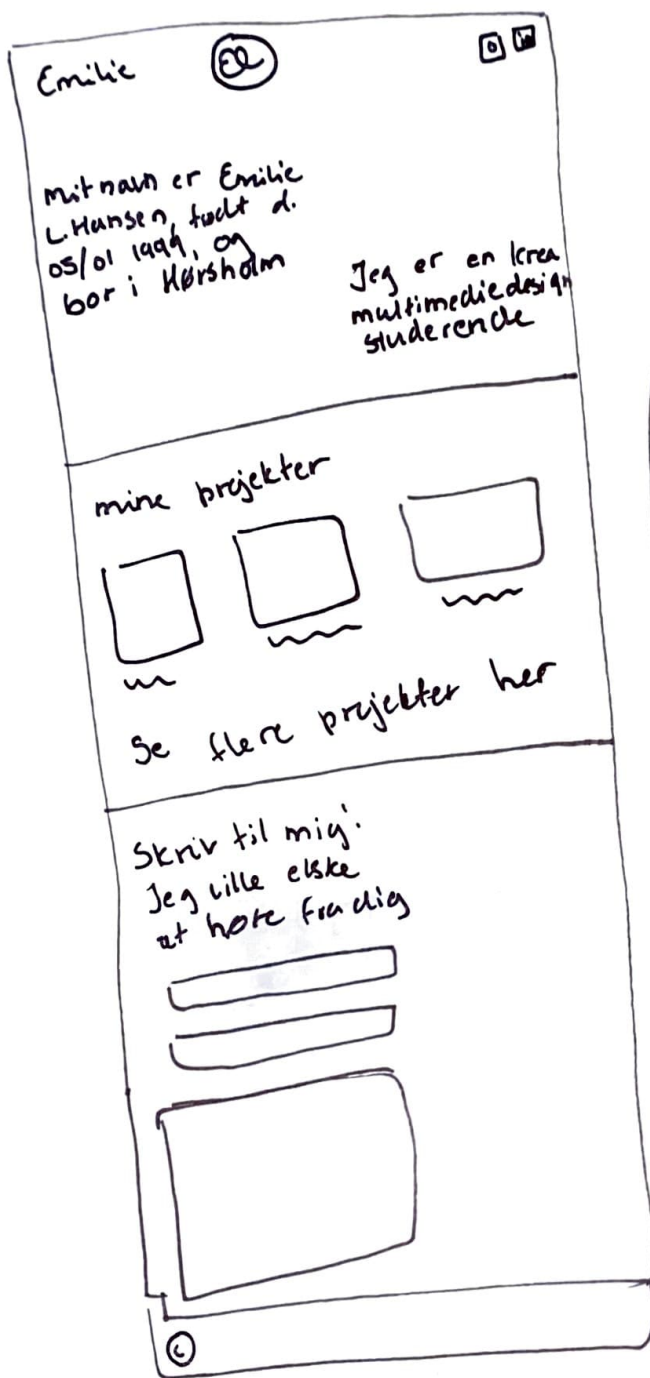 Emilie
Mit navn er Emilie
L. Hansen, født d.
05/01 1999, og
bor i Hørsholm
Jeg er en krea
multimediedesign
studerende
mine projekter
Se flere projekter her
Skriv til mig!
Jeg ville elske
at høre fra dig
©